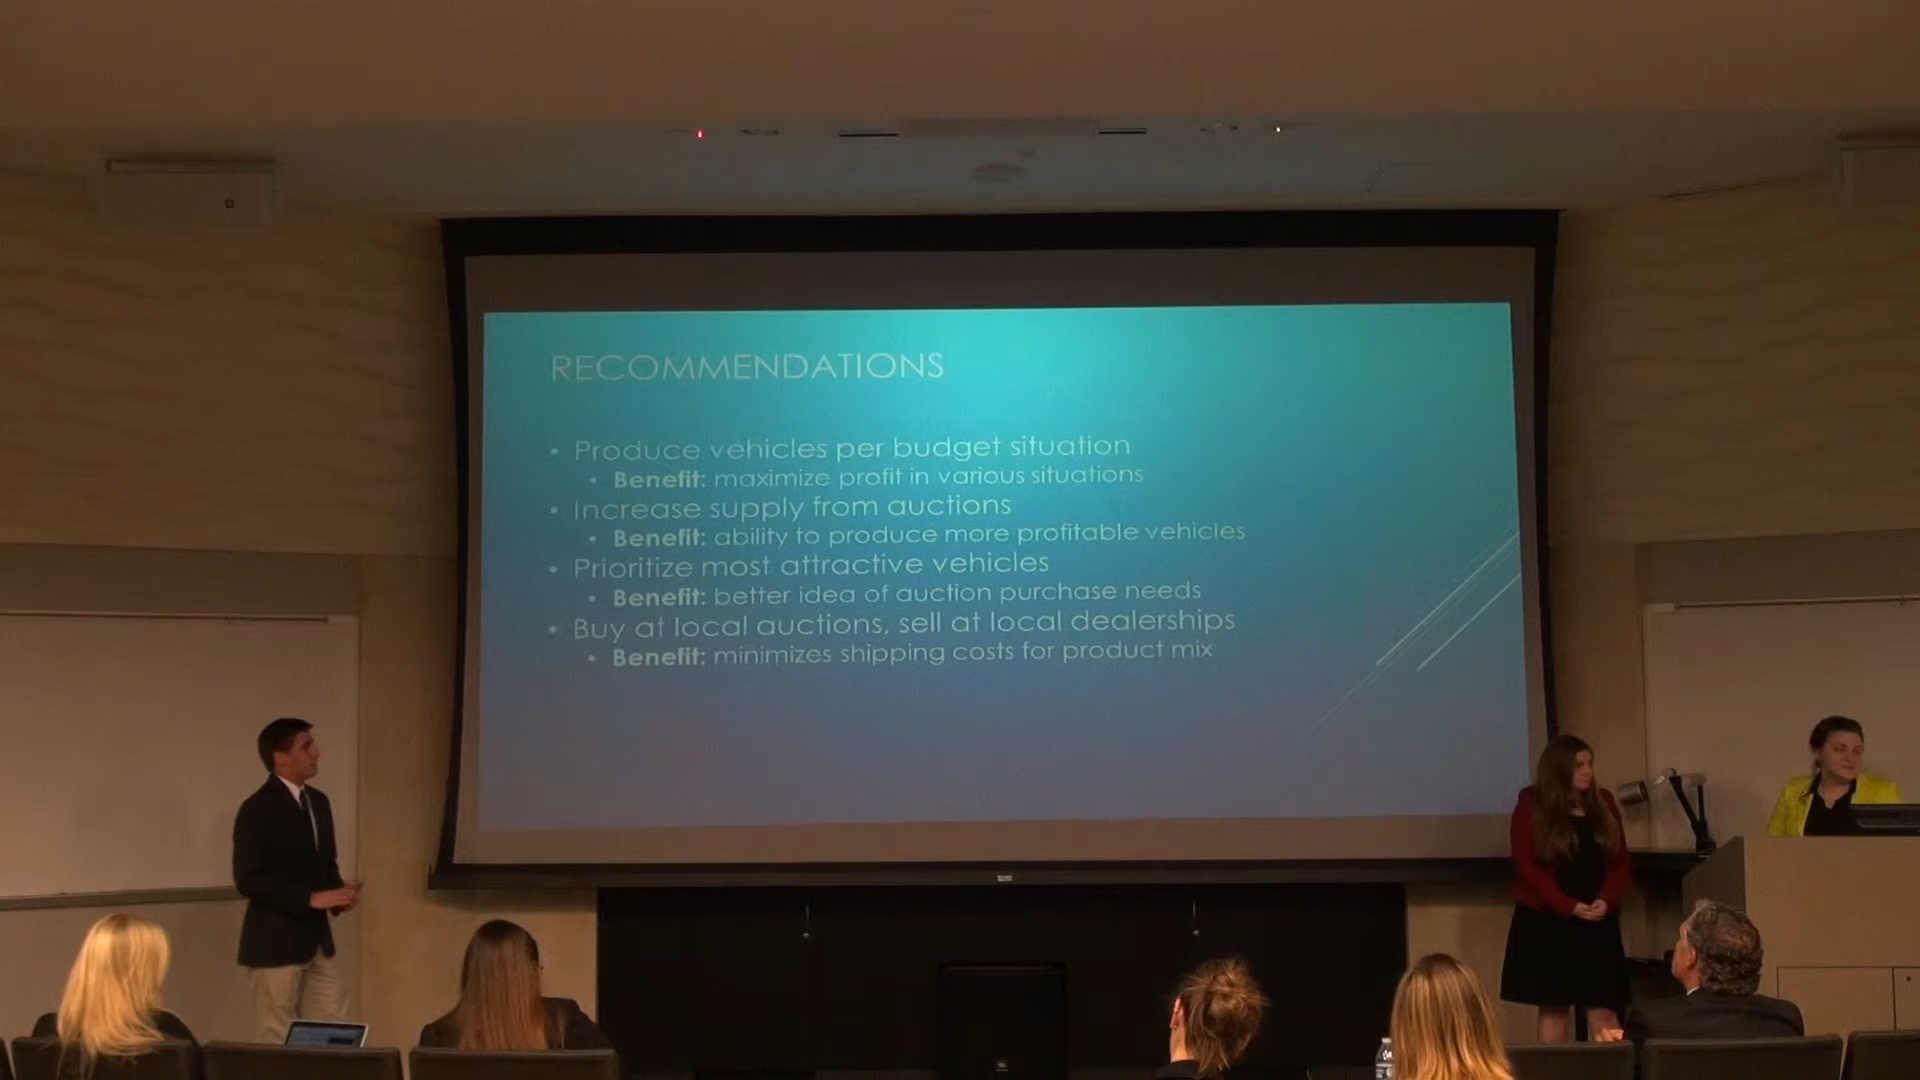 RECOMMENDATIONS
• Produce vehicles per budget situation
• Benefit: maximize profit in various situations
• Increase supply from auctions
• Benefit: ability to produce more profitable vehicles
• Prioritize most attractive vehicles
• Benefit: better idea of auction purchase needs
• Buy at local auctions, sell at local dealerships
• Benefit: minimizes shipping costs for product mix